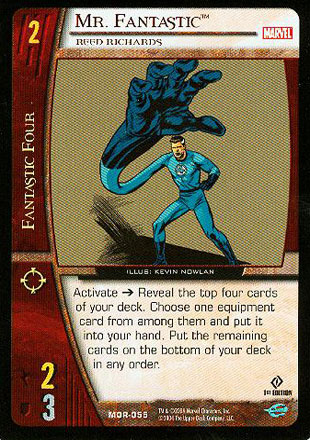 2
MR. FANTASTIC™
REED RICHARDS
MARVEL
FANTASTIC FOUR
ILLUS: KEVIN NOWLAN
Activate ➔ Reveal the top four cards
of your deck. Choose one equipment
card from among them and put it
into your hand. Put the remaining
cards on the bottom of your deck
in any order.
2
3
MOR-055
1ST EDITION